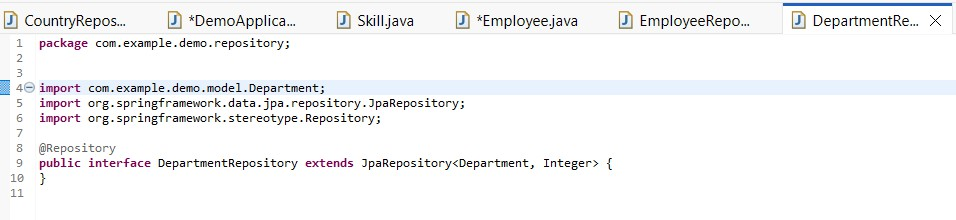 CountryRepos... *DemoApplica... Skill.java *Employee.java EmployeeRepo... DepartmentRe...
1 package com.example.demo.repository;
2
3
4 import com.example.demo.model.Department;
5 import org.springframework.data.jpa.repository.JpaRepository;
6 import org.springframework.stereotype.Repository;
7
8 @Repository
9 public interface DepartmentRepository extends JpaRepository<Department, Integer> {
10 }
11